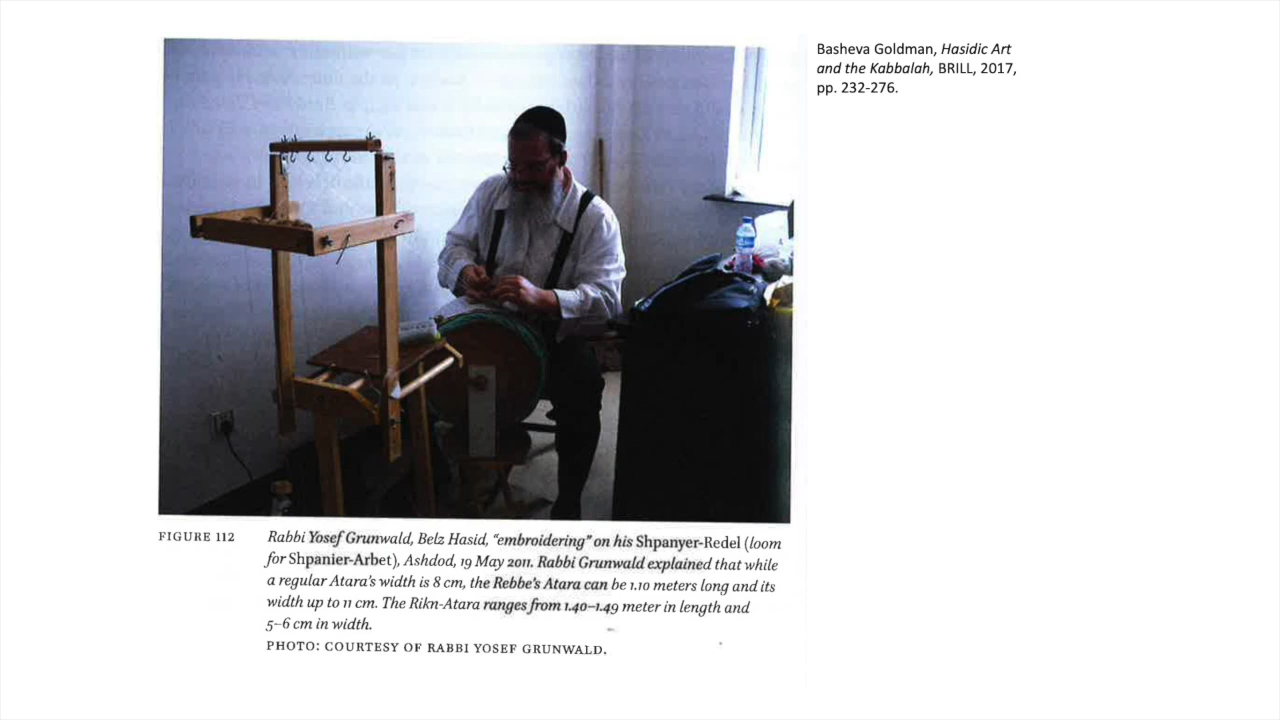 Basheva Goldman, Hasidic Art
and the Kabbalah, BRILL, 2017,
pp. 232-276.
FIGURE 112
Rabbi Yosef Grunwald, Belz Hasid, “embroidering” on his Shpanyer-Redel (loom
for Shpanier-Arbet), Ashdod, 19 May 2011. Rabbi Grunwald explained that while
a regular Atara’s width is 8 cm, the Rebbe’s Atara can be 1.10 meters long and its
width up to 11 cm. The Rikn-Atara ranges from 1.40–1.49 meter in length and
5–6 cm in width.
PHOTO: COURTESY OF RABBI YOSEF GRUNWALD.